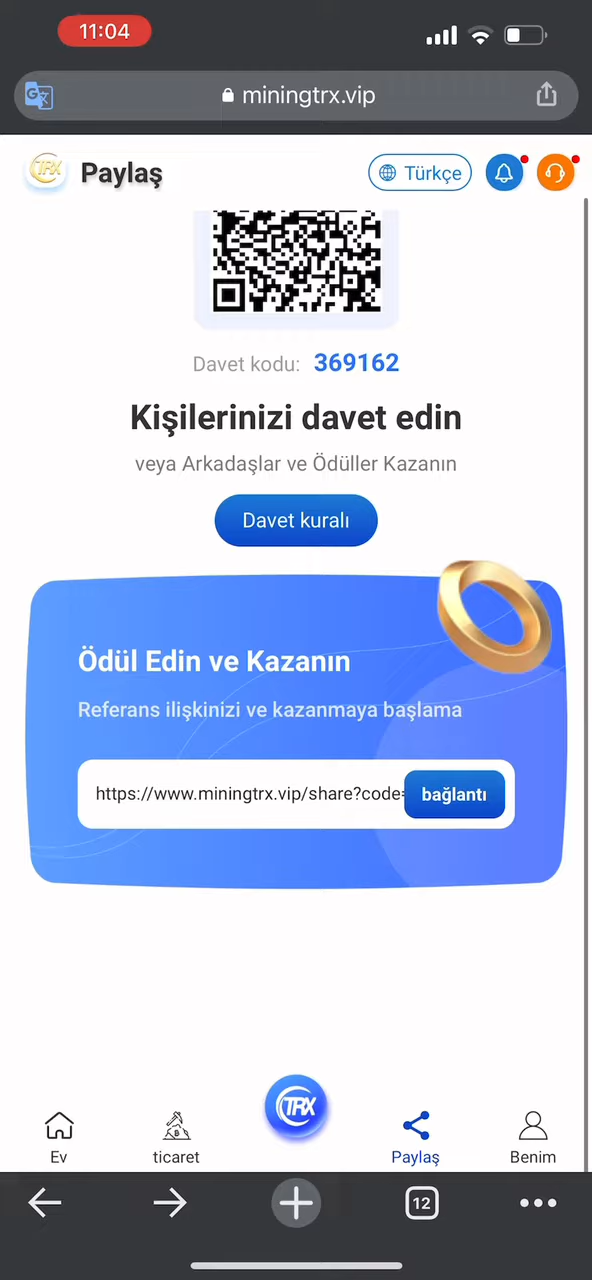 11:04
miningtrx.vip
TRX
Paylaş
Türkçe
Davet kodu: 369162
Kişilerinizi davet edin
veya Arkadaşlar ve Ödüller Kazanın
Davet kuralı
Ödül Edin ve Kazanın
Referans ilişkinizi ve kazanmaya başlama
https://www.miningtrx.vip/share?code=
bağlantı
TRX
Ev
ticaret
Paylaş
Benim
12